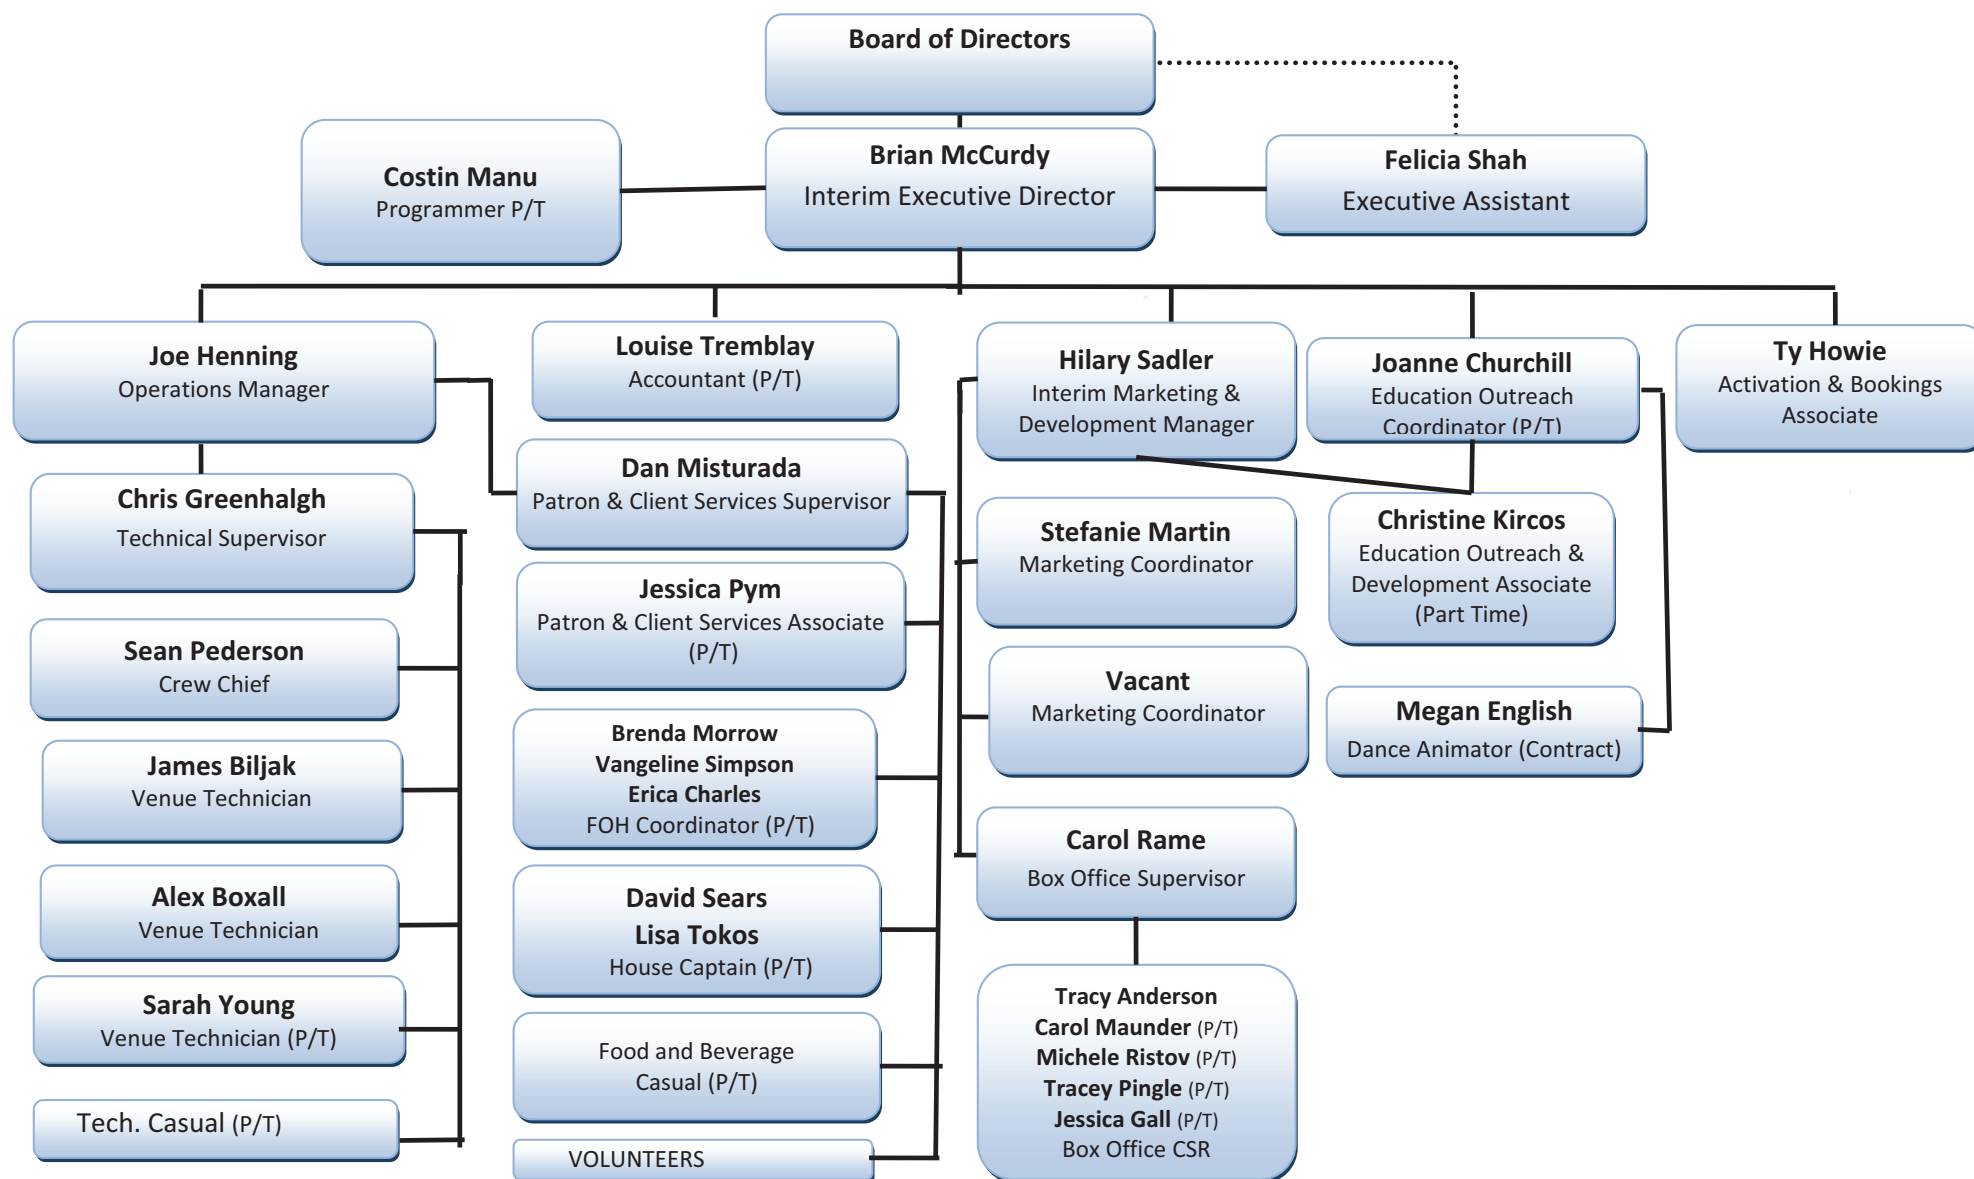 Board of Directors
Costin Manu
Programmer P/T
Brian McCurdy
Interim Executive Director
Felicia Shah
Executive Assistant
Joe Henning
Operations Manager
Louise Tremblay
Accountant (P/T)
Hilary Sadler
Interim Marketing &
Development Manager
Joanne Churchill
Education Outreach
Coordinator (P/T)
Ty Howie
Activation & Bookings
Associate
Chris Greenhalgh
Technical Supervisor
Sean Pederson
Crew Chief
James Biljak
Venue Technician
Alex Boxall
Venue Technician
Sarah Young
Venue Technician (P/T)
Tech. Casual (P/T)
Dan Misturada
Patron & Client Services Supervisor
Jessica Pym
Patron & Client Services Associate
(P/T)
Brenda Morrow
Vangeline Simpson
Erica Charles
FOH Coordinator (P/T)
David Sears
Lisa Tokos
House Captain (P/T)
Food and Beverage
Casual (P/T)
VOLUNTEERS
Stefanie Martin
Marketing Coordinator
Vacant
Marketing Coordinator
Carol Rame
Box Office Supervisor
Tracy Anderson
Carol Maunder (P/T)
Michele Ristov (P/T)
Tracey Pingle (P/T)
Jessica Gall (P/T)
Box Office CSR
Christine Kircos
Education Outreach &
Development Associate
(Part Time)
Megan English
Dance Animator (Contract)